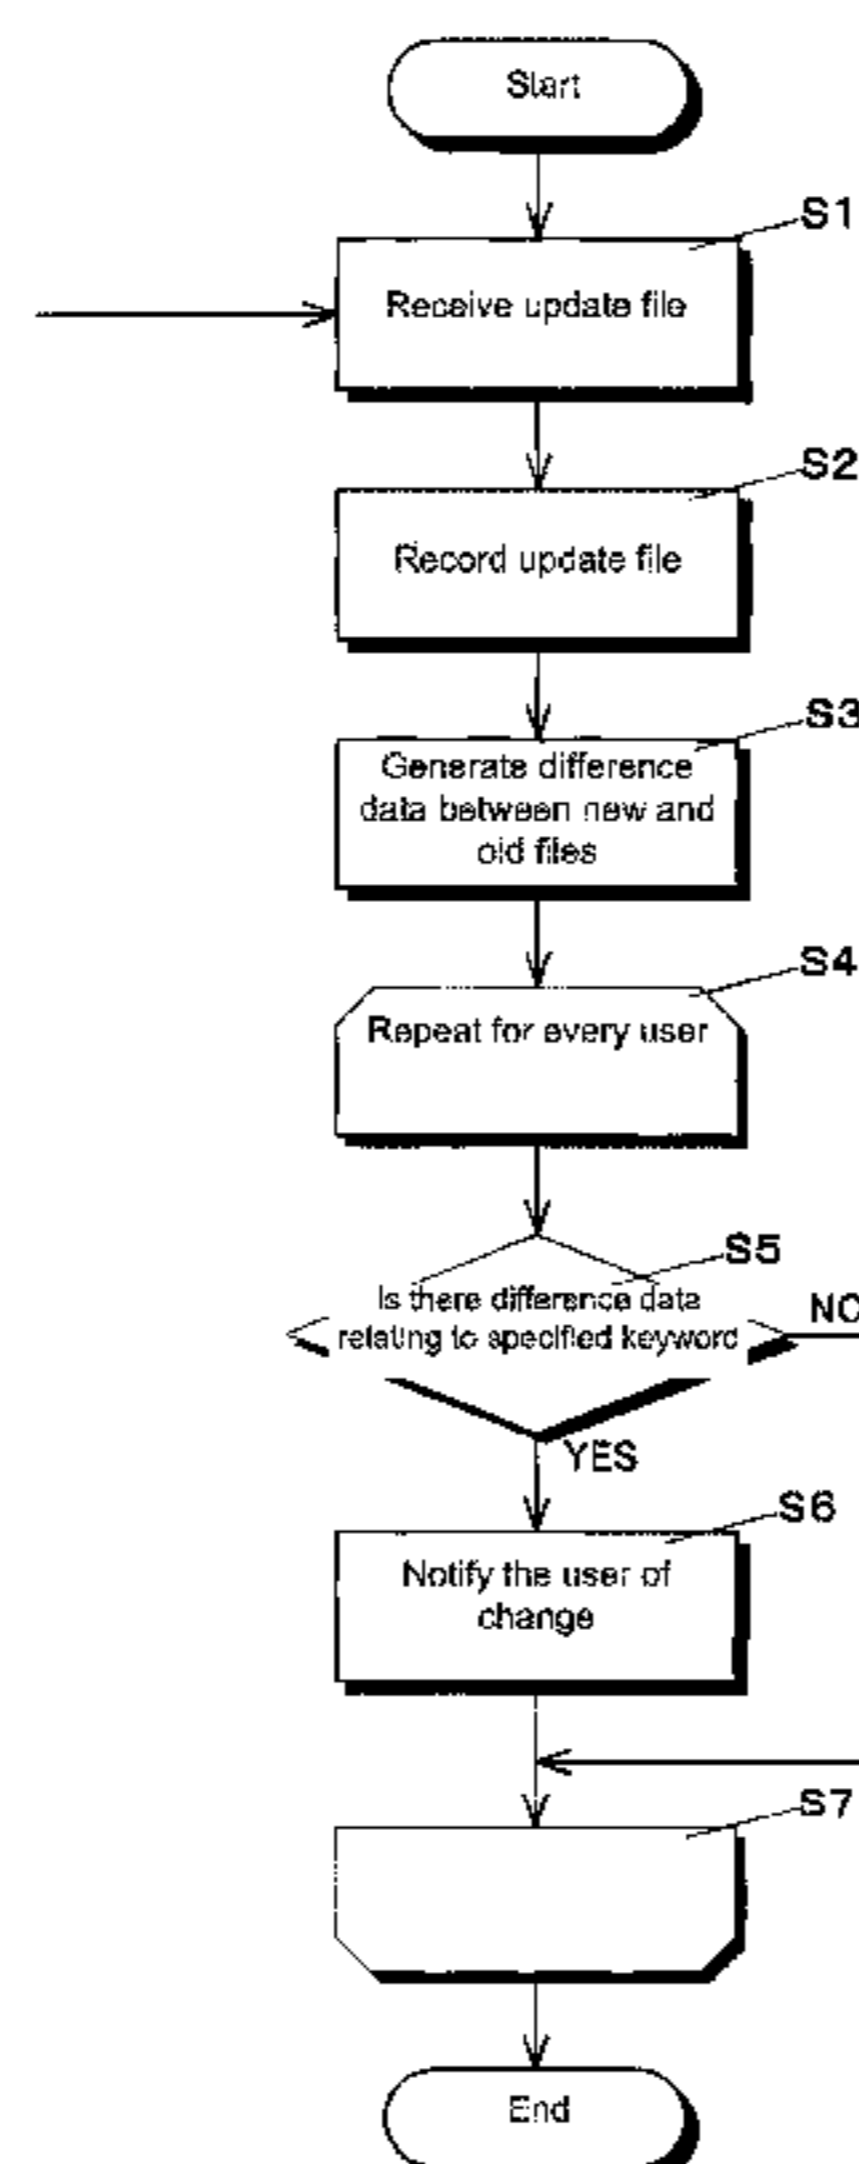 Start
S1
Receive update file
S2
Record update file
S3
Generate difference
data between new and
old files
S4
Repeat for every user
S5
Is there difference data
relating to specified keyword
NO
YES
S6
Notify the user of
change
S7
End